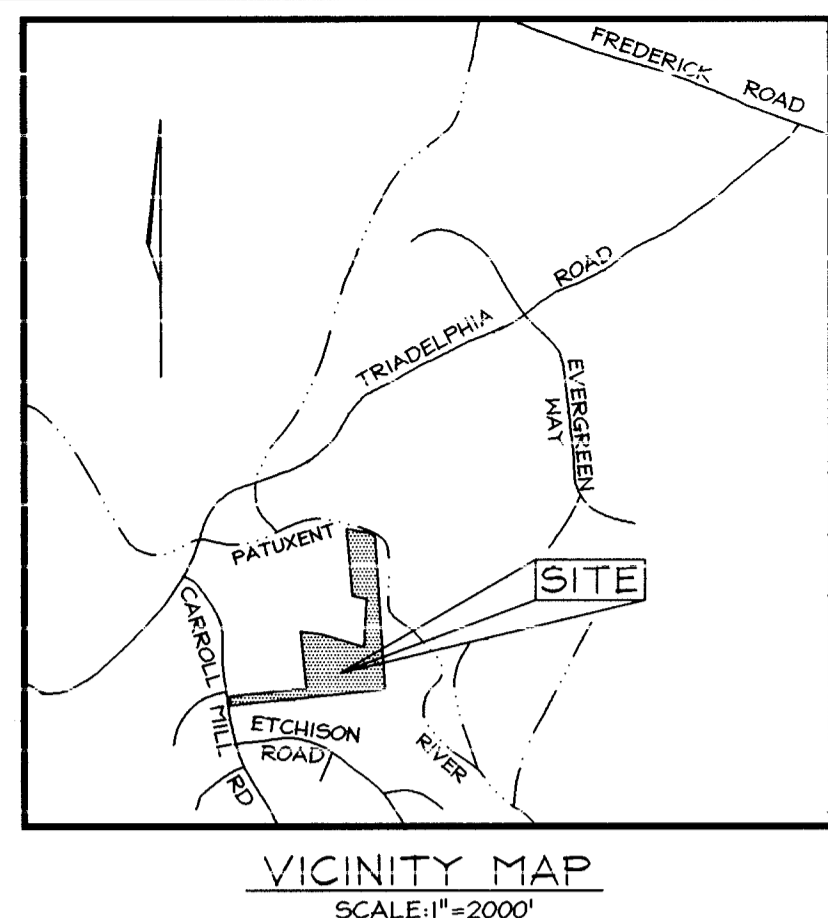 FREDERICK ROAD
TRIADELPHIA ROAD
EVERGREEN
WAY
PATUXENT
SITE
CARROLL MILL RD
ETCHISON
ROAD
RIVER
VICINITY MAP
SCALE:1"=2000'